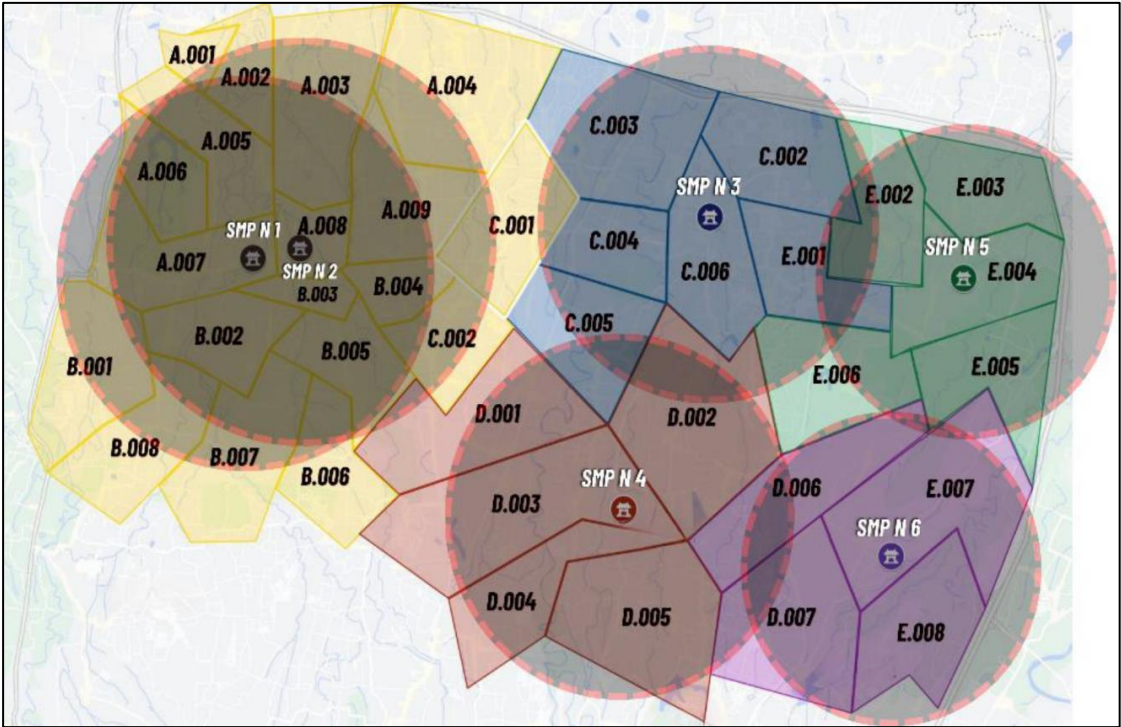 A.001
A.002
A.003
A.004
A.005
A.006
A.007
A.008
A.009
SMP N 1
SMP N 2
B.003
B.004
B.002
B.005
B.001
B.008
B.007
B.006
C.001
C.002
C.003
C.002
SMP N 3
C.004
C.006
C.005
E.001
E.002
E.003
SMP N 5
E.004
E.005
E.006
D.001
D.002
SMP N 4
D.003
D.004
D.005
D.006
E.007
SMP N 6
D.007
E.008